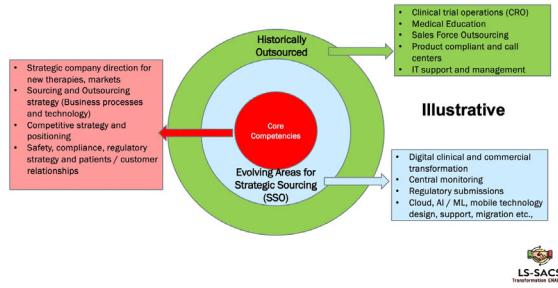 Historically
Outsourced
• Clinical trial operations (CRO)
• Medical Education
• Sales Force Outsourcing
• Product compliant and call
centers
• IT support and management
• Strategic company direction for
new therapies, markets
• Sourcing and Outsourcing
strategy (Business processes
and technology)
• Competitive strategy and
positioning
• Safety, compliance, regulatory
strategy and patients / customer
relationships
Core
Competencies
Illustrative
Evolving Areas for
Strategic Sourcing
(SSO)
• Digital clinical and commercial
transformation
• Central monitoring
• Regulatory submissions
• Cloud, AI / ML, mobile technology
design, support, migration etc.,
LS-SACS
Transformation